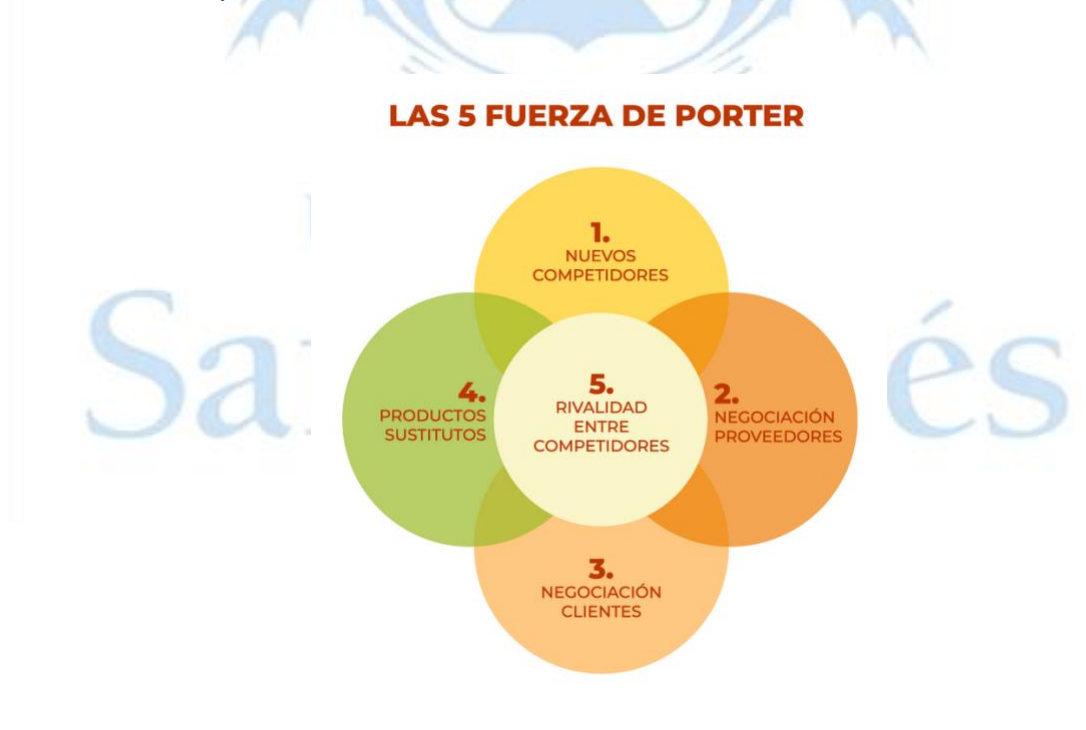 LAS 5 FUERZA DE PORTER
1.
NUEVOS
COMPETIDORES
4.
PRODUCTOS
SUSTITUTOS
5.
RIVALIDAD
ENTRE
COMPETIDORES
2.
NEGOCIACIÓN
PROVEEDORES
3.
NEGOCIACIÓN
CLIENTES